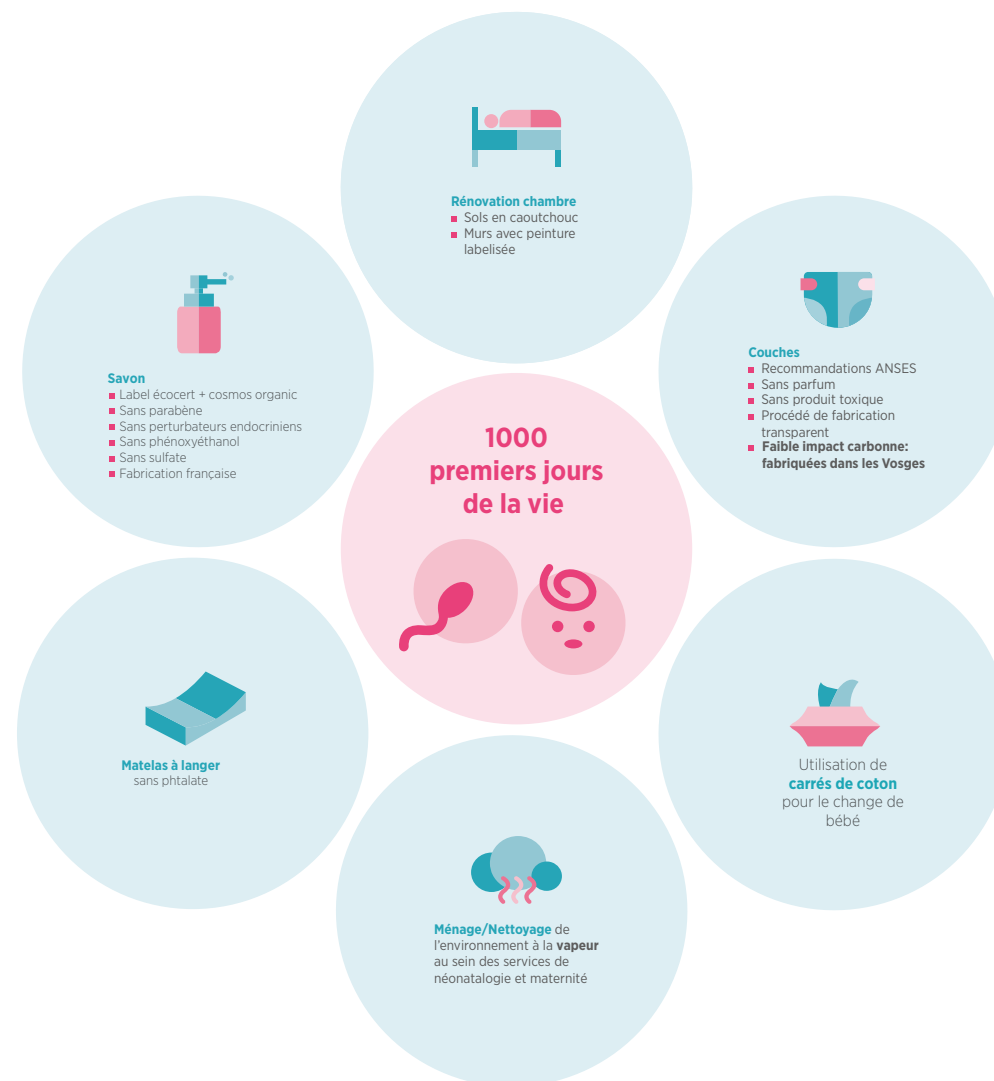 Rénovation chambre
Sols en caoutchouc
Murs avec peinture
labelisée
Savon
Label écocert + cosmos organic
Sans parabène
Sans perturbateurs endocriniens
Sans phénoxyéthanol
Sans sulfate
Fabrication française
Couches
Recommandations ANSES
Sans parfum
Sans produit toxique
Procédé de fabrication
transparent
Faible impact carbonne:
fabriquées dans les Vosges
1000
premiers jours
de la vie
Matelas à langer
sans phtalate
Utilisation de
carrés de coton
pour le change de
bébé
Ménage/Nettoyage de
l'environnement à la vapeur
au sein des services de
néonatalogie et maternité